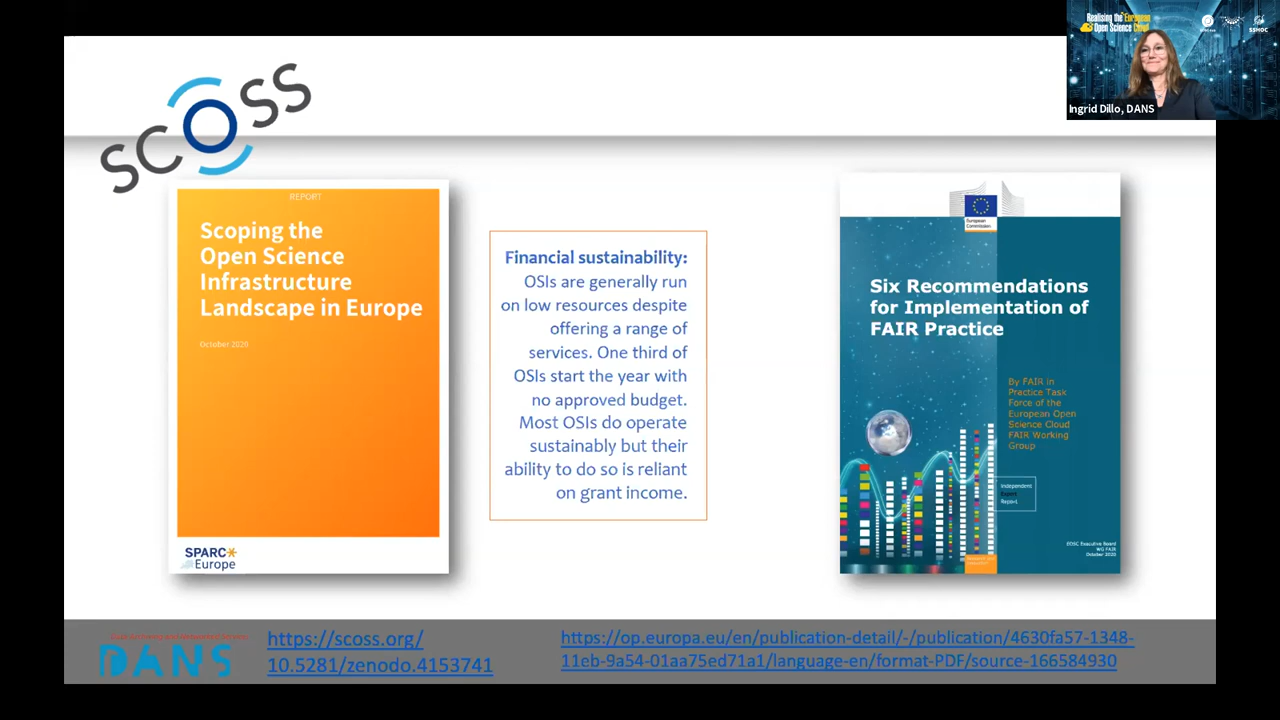 Realising the European
Open Science Cloud
SSHOC
Ingrid Dillo, DANS
SCOSS
REPORT
Scoping the
Open Science
Infrastructure
Landscape in Europe
October 2020
SPARC
Europe
Financial sustainability:
OSIs are generally run
on low resources despite
offering a range of
services. One third of
OSIs start the year with
no approved budget.
Most OSIs do operate
sustainably but their
ability to do so is reliant
on grant income.
European
Commission
Six Recommendations
for Implementation of
FAIR Practice
By FAIR in
Practice Task
Force of the
European Open
Science Cloud
FAIR Working
Group
Independent
Expert
Report
EOSC Executive Board
WG FAIR
October 2020
DANS
https://scoss.org/
10.5281/zenodo.4153741
https://op.europa.eu/en/publication-detail/-/publication/4630fa57-1348-
11eb-9a54-01aa75ed71a1/language-en/format-PDF/source-166584930